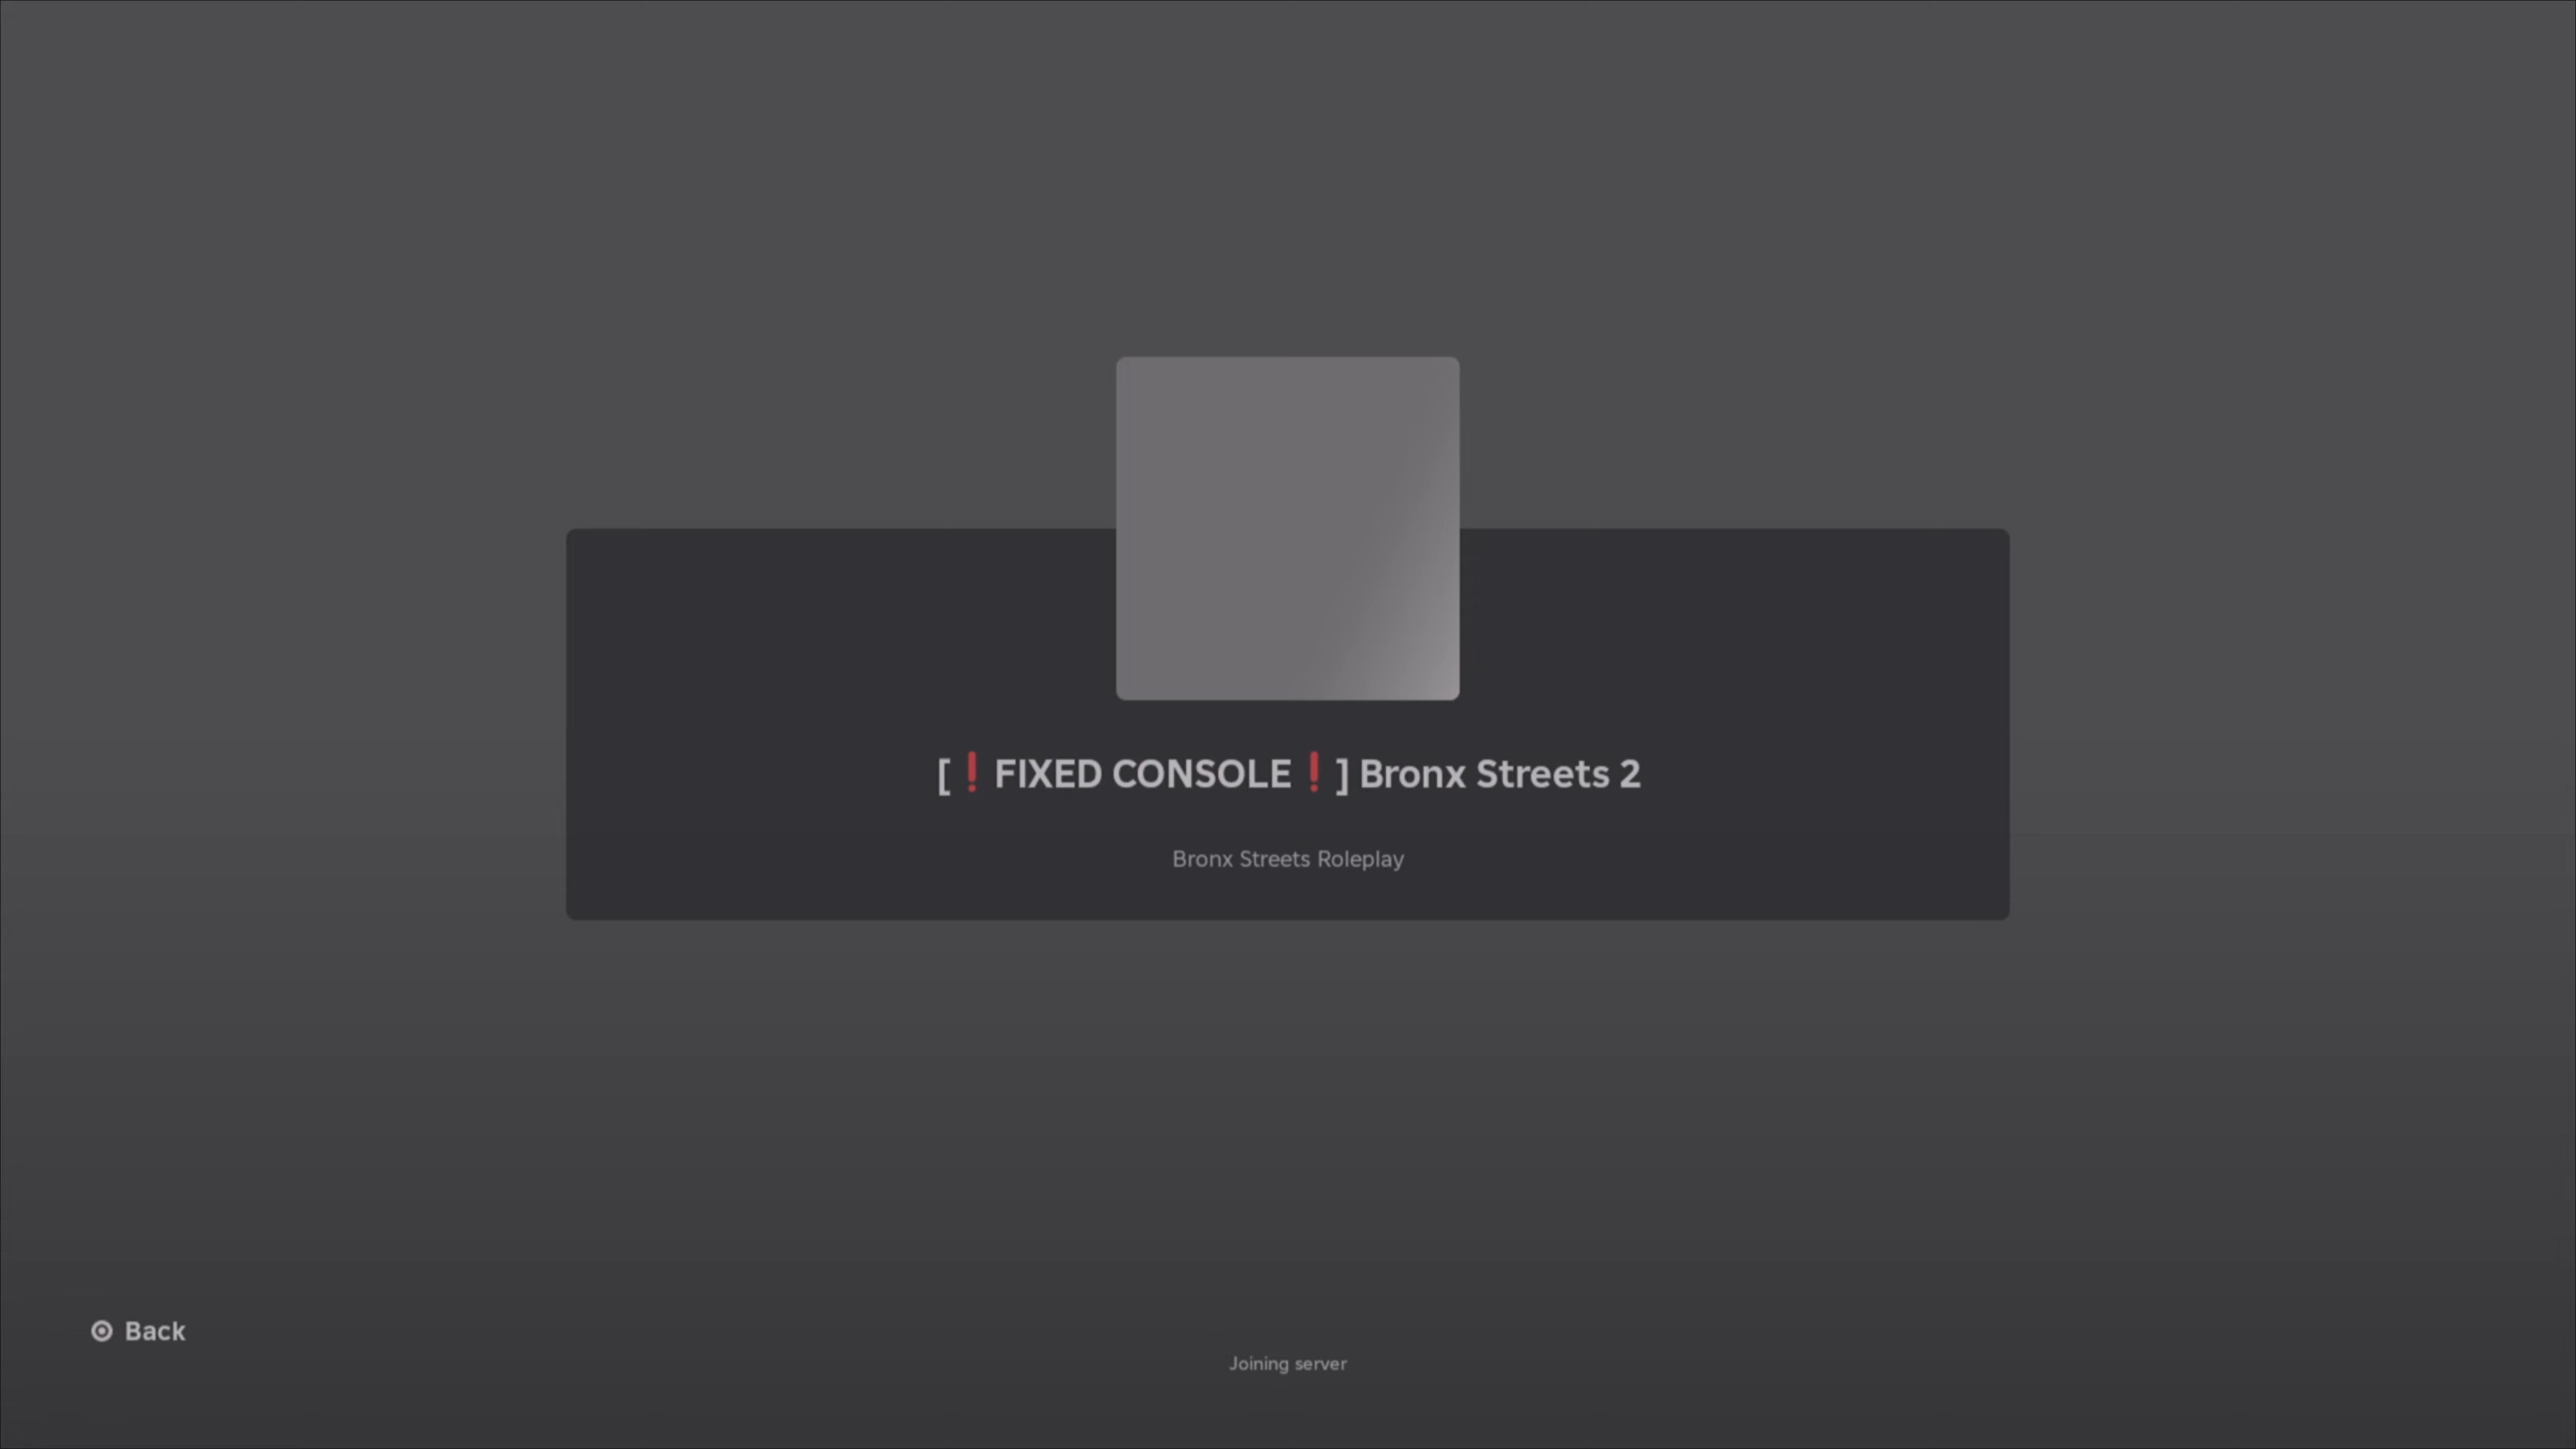 [❗FIXED CONSOLE❗] Bronx Streets 2
Bronx Streets Roleplay
Back
Joining server